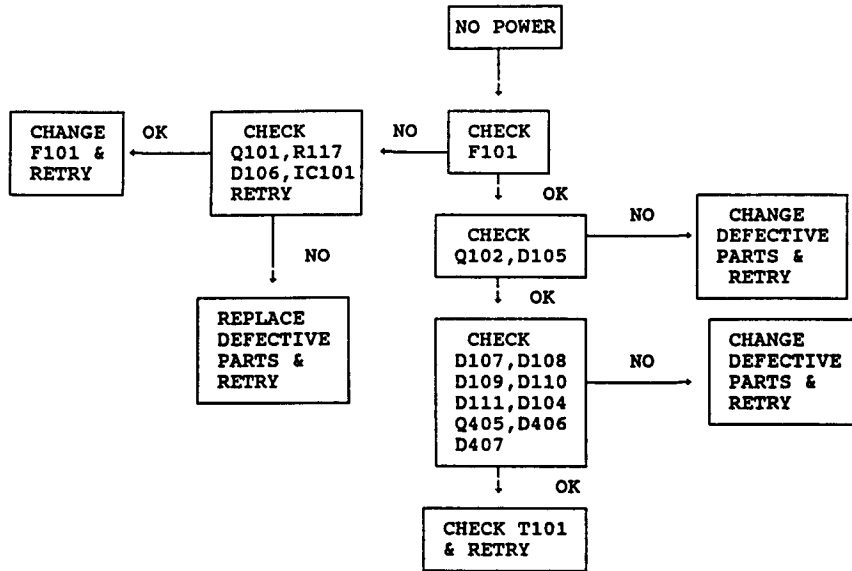 NO POWER
CHANGE
F101 &
RETRY
OK
CHECK
Q101,R117
D106,IC101
RETRY
NO
CHECK
F101
OK
NO
REPLACE
DEFECTIVE
PARTS &
RETRY
CHECK
Q102,D105
NO
CHANGE
DEFECTIVE
PARTS &
RETRY
OK
CHECK
D107,D108
D109,D110
D111,D104
Q405,D406
D407
NO
CHANGE
DEFECTIVE
PARTS &
RETRY
OK
CHECK T101
& RETRY